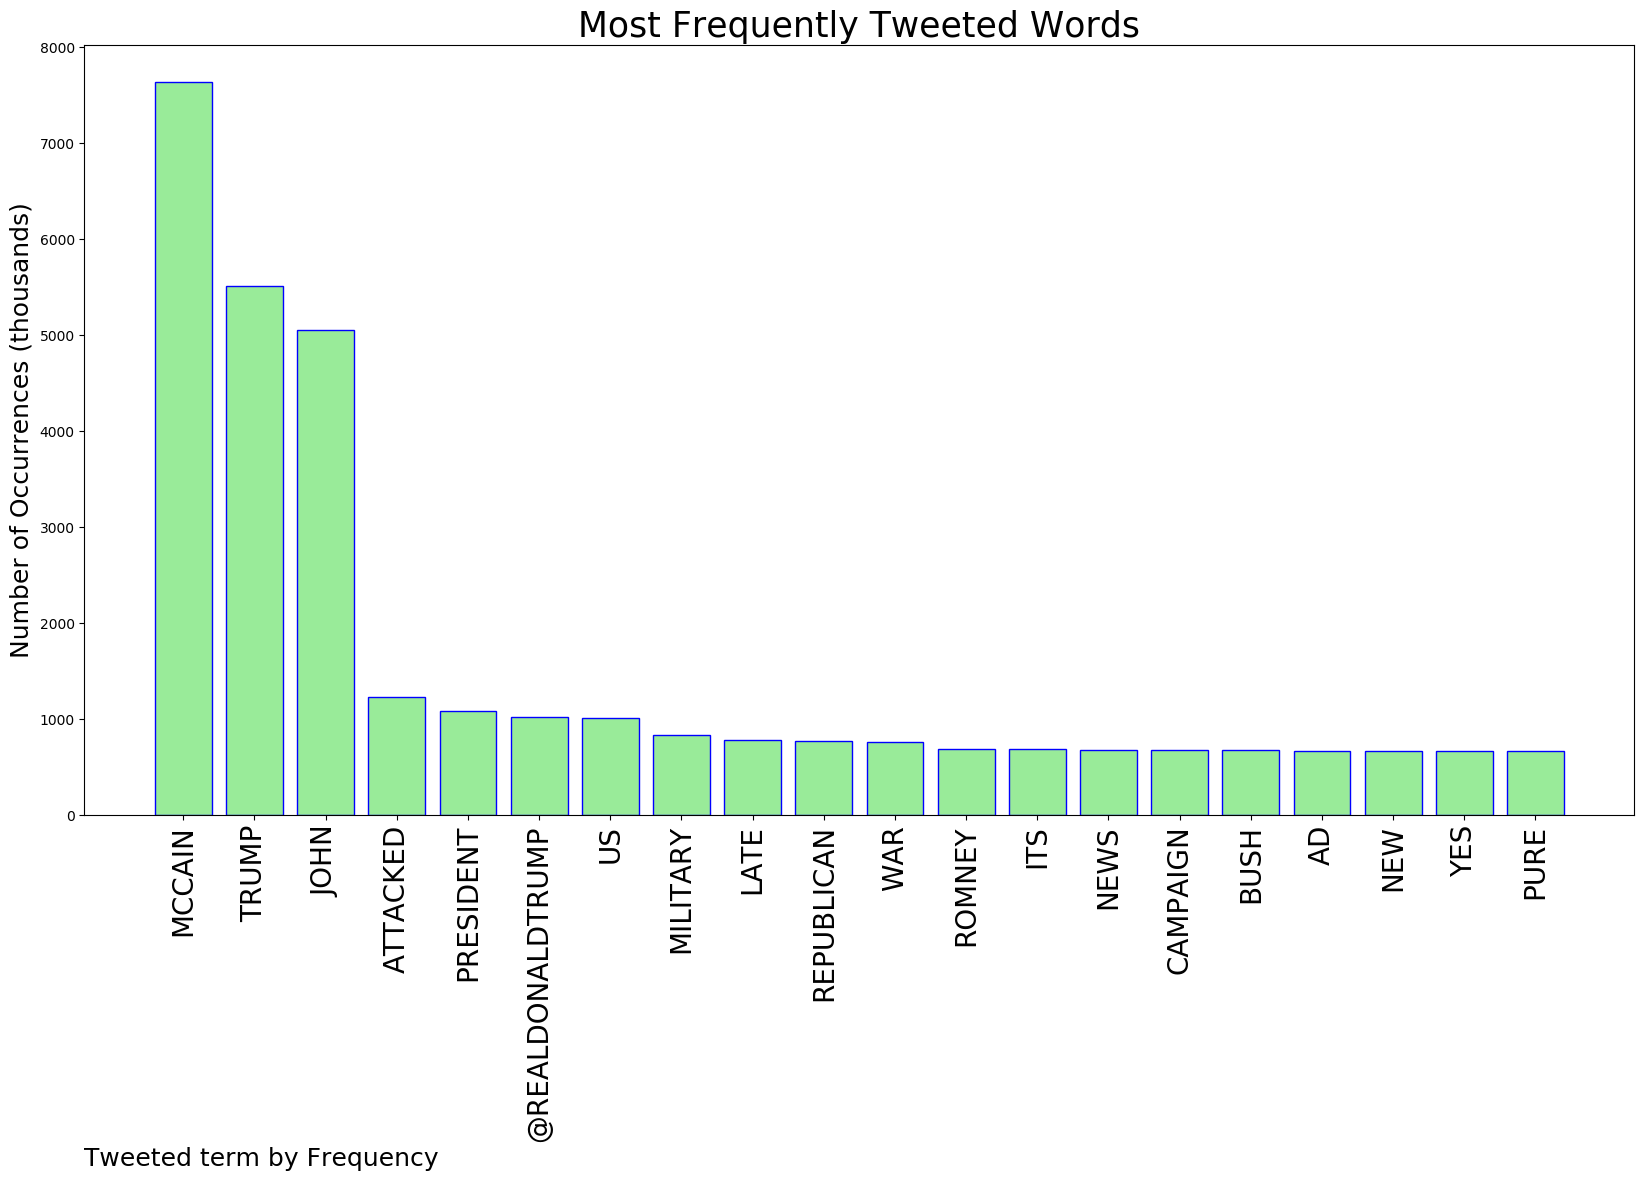 Most Frequently Tweeted Words
Number of Occurrences (thousands)
8000
7000
6000
5000
4000
3000
2000
1000
0
MCCAIN
TRUMP
JOHN
ATTACKED
PRESIDENT
@REALDONALDTRUMP
US
MILITARY
LATE
REPUBLICAN
WAR
ROMNEY
ITS
NEWS
CAMPAIGN
BUSH
AD
NEW
YES
PURE
Tweeted term by Frequency